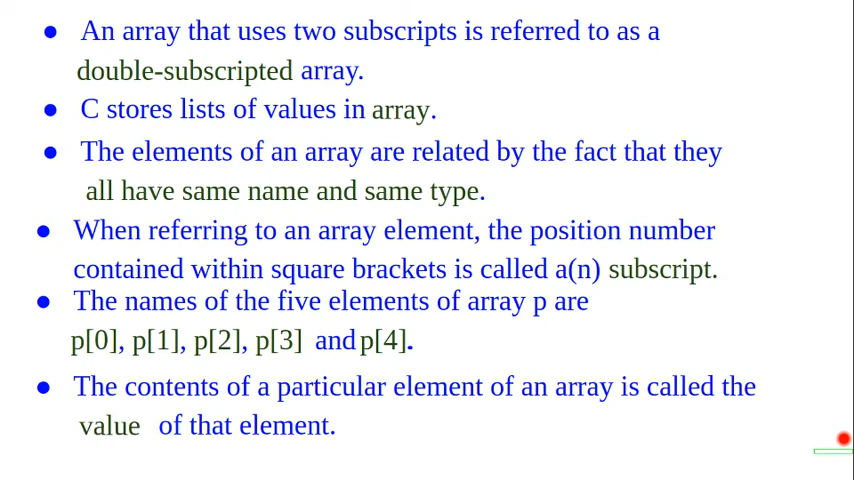 ● An array that uses two subscripts is referred to as a
double-subscripted array.
● C stores lists of values in array.
● The elements of an array are related by the fact that they
all have same name and same type.
● When referring to an array element, the position number
contained within square brackets is called a(n) subscript.
● The names of the five elements of array p are
p[0], p[1], p[2], p[3] and p[4].
● The contents of a particular element of an array is called the
value of that element.